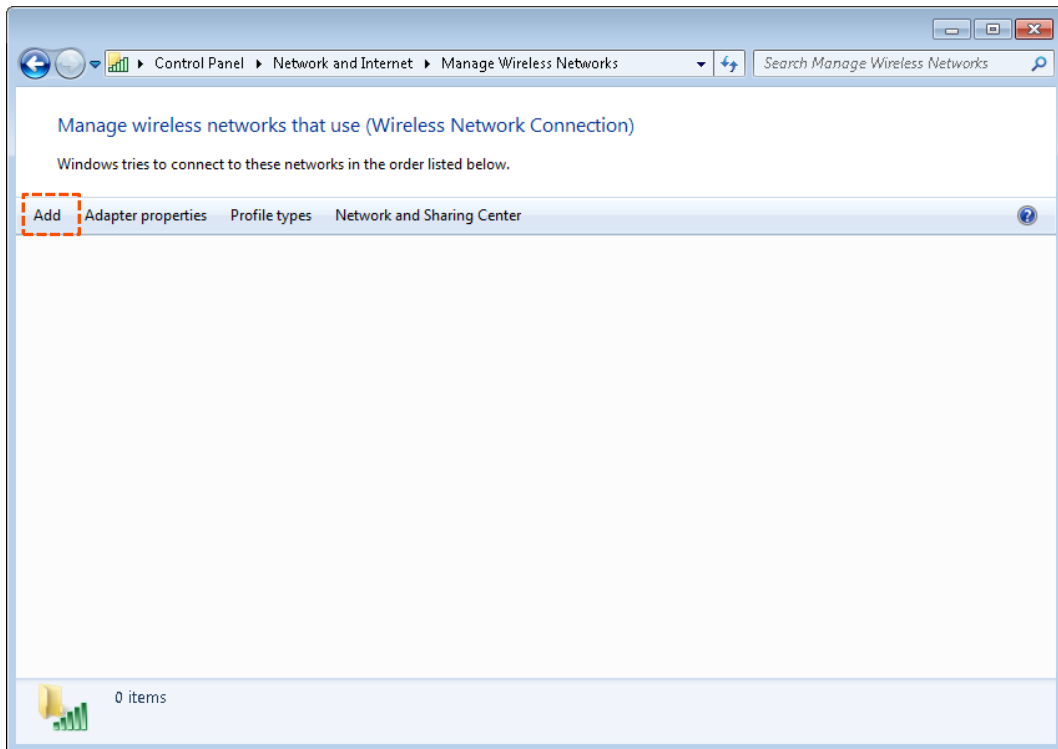 Control Panel Network and Internet Manage Wireless Networks Search Manage Wireless Networks
Manage wireless networks that use (Wireless Network Connection)
Windows tries to connect to these networks in the order listed below.
Add Adapter properties Profile types Network and Sharing Center ?
0 items